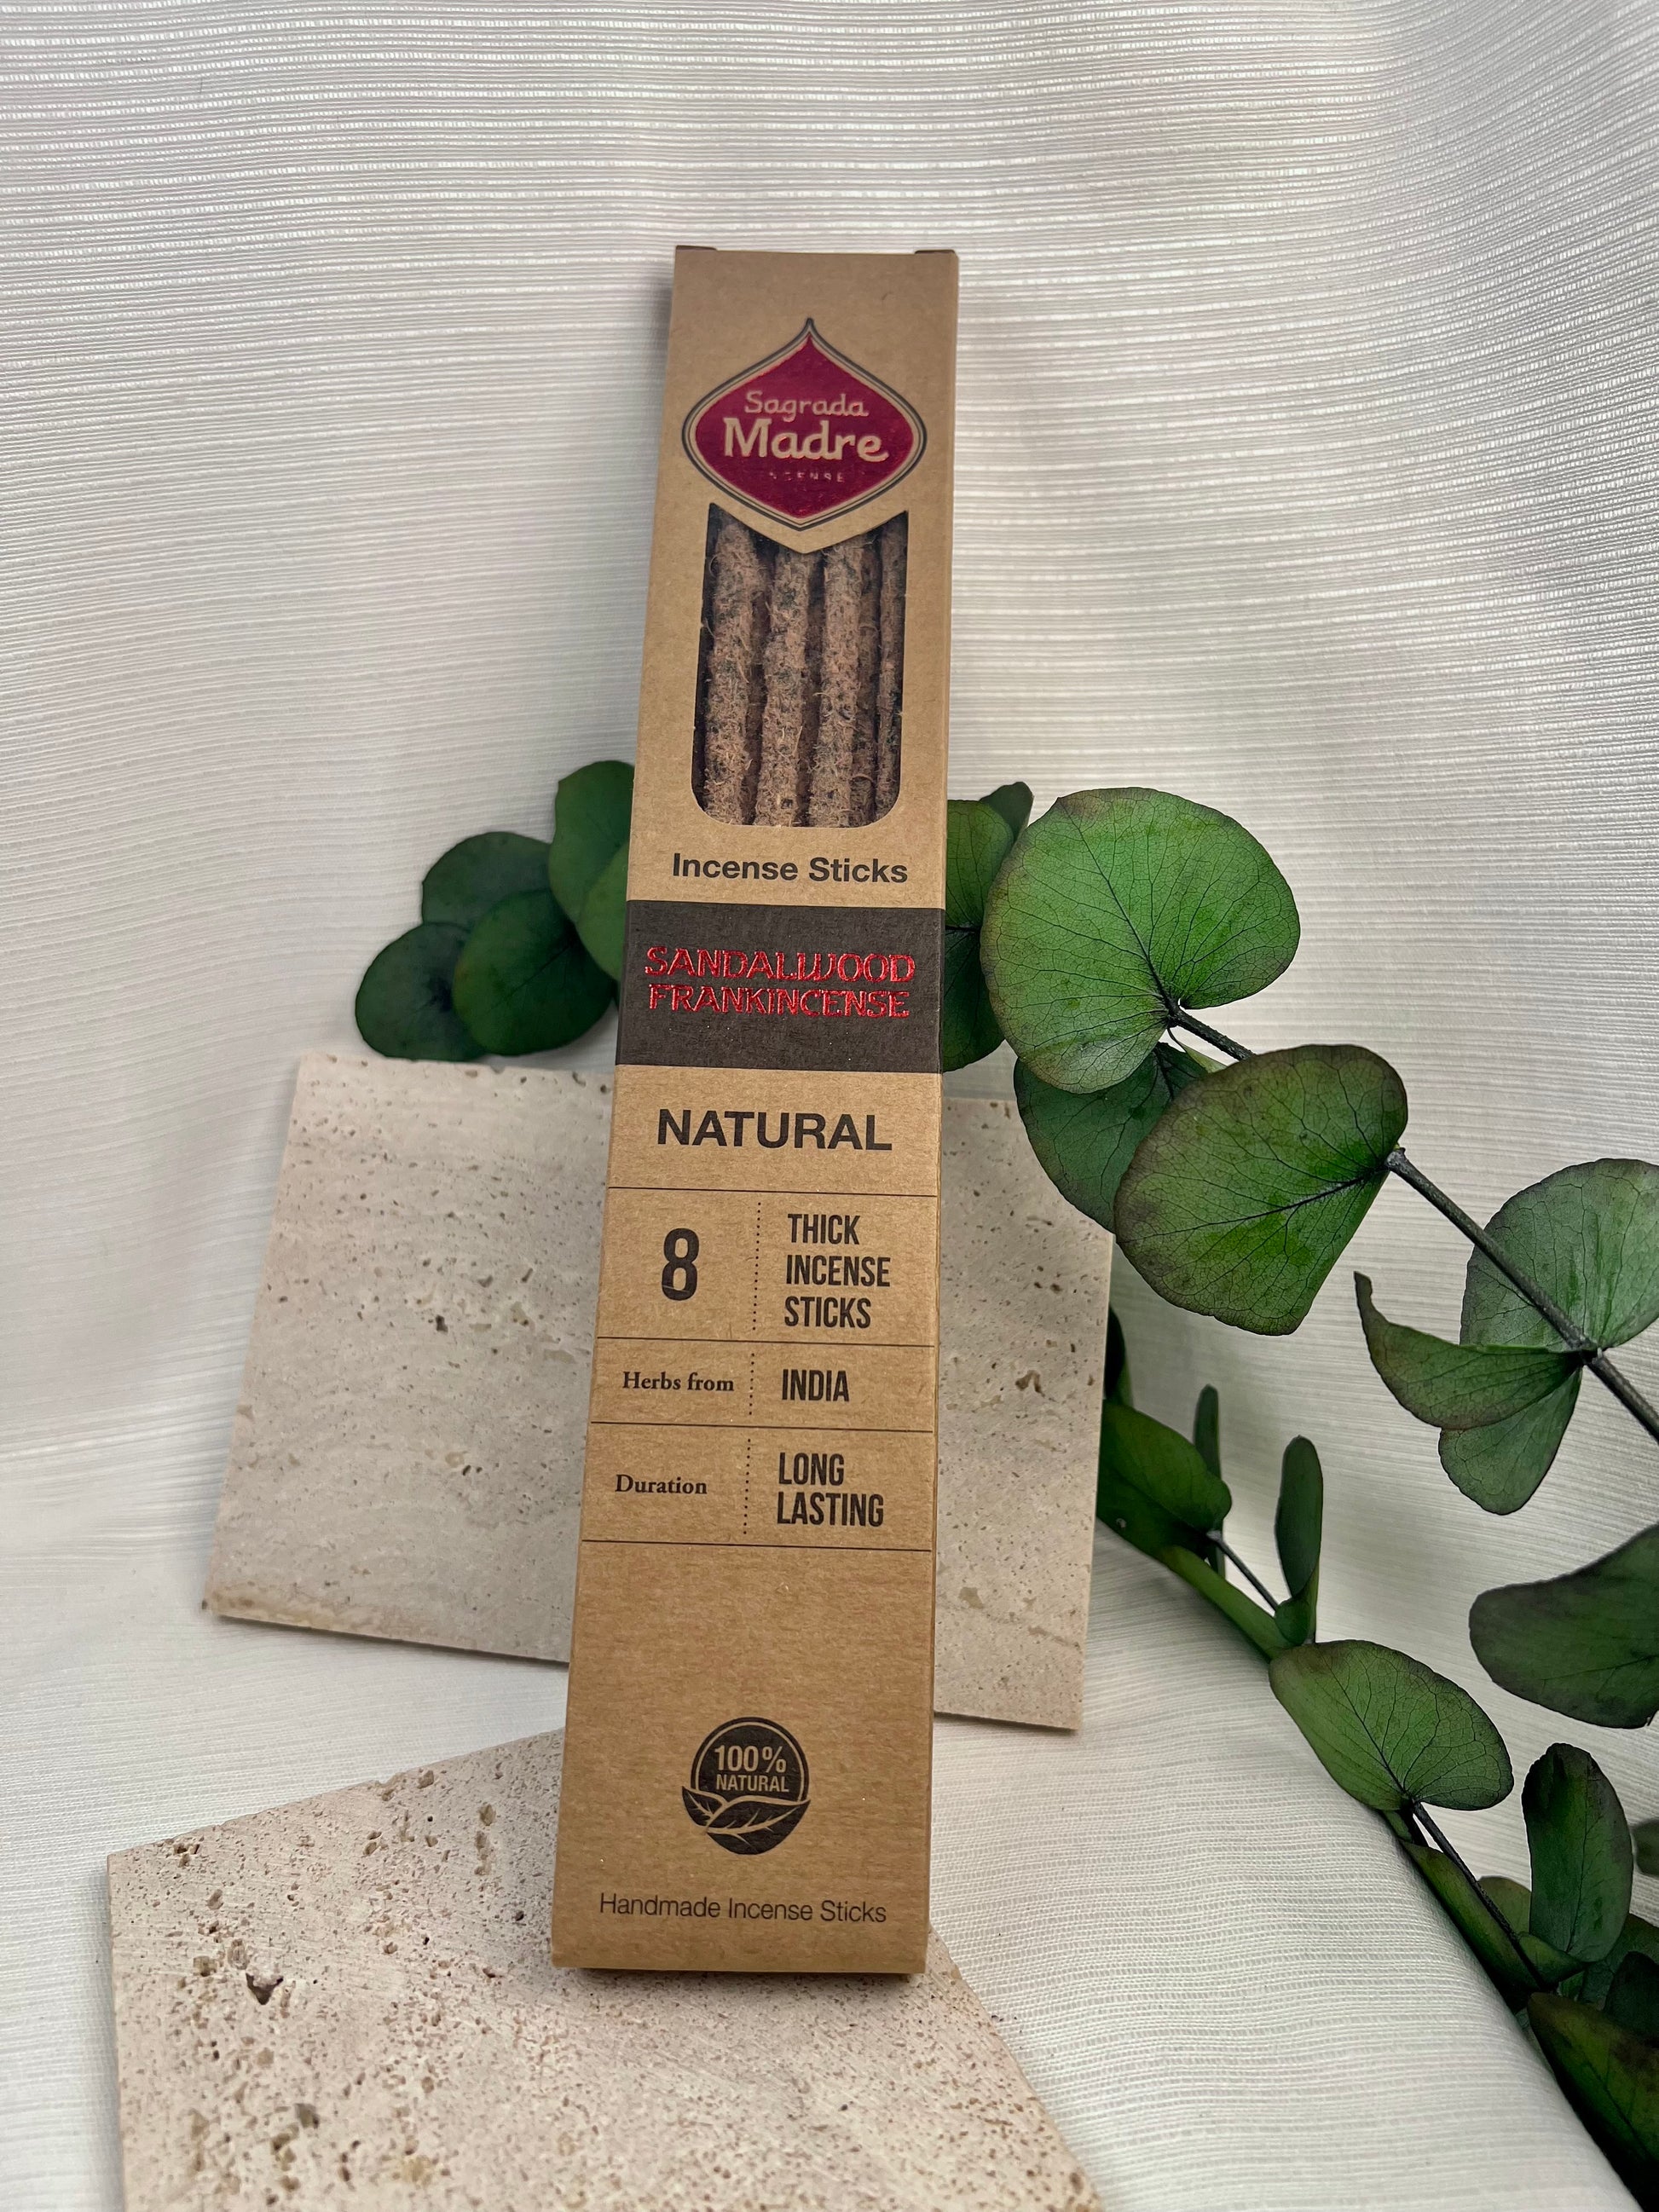 Sagrada
Madre
INCENSE
Incense Sticks
SANDALWOOD
FRANKINCENSE
NATURAL
8
THICK
INCENSE
STICKS
Herbs from
INDIA
Duration
LONG
LASTING
100%
NATURAL
Handmade Incense Sticks